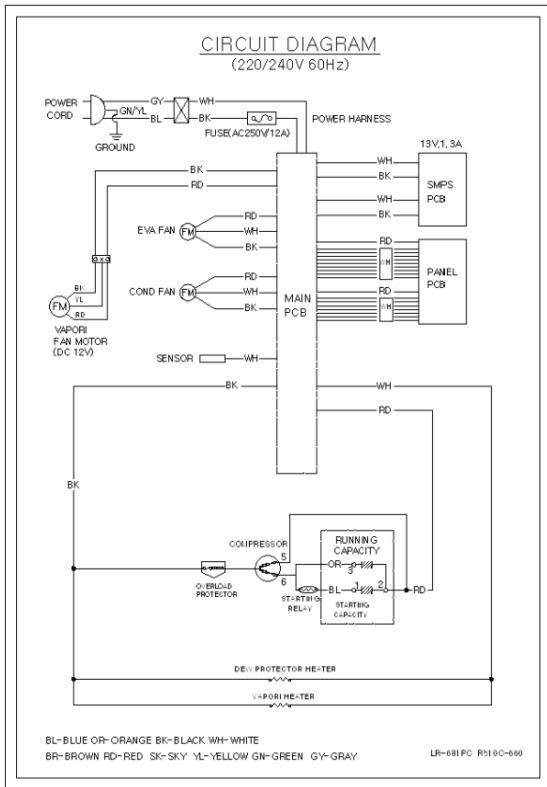 CIRCUIT DIAGRAM
(220/240V 60Hz)
POWER CORD
GY
WH
GN/YL
BL
BK
GROUND
FUSE(AC250V/12A)
POWER HARNESS
13V,1, 3A
BK
RD
WH
BK
WH
BK
SMPS PCB
EVA FAN
FM
RD
WH
BK
RD
WH
RD
WH
PANEL PCB
COND FAN
FM
RD
WH
BK
MAIN PCB
BK
YL
RD
FM
VAPORI FAN MOTOR (DC 12V)
SENSOR
WH
BK
WH
RD
BK
COMPRESSOR
5
6
OVERLOAD PROTECTOR
STARTING RELAY
RUNNING CAPACITY
OR
3
BL
1
2
STARTING CAPACITY
RD
DEW PROTECTOR HEATER
VAPORI HEATER
BL-BLUE OR-ORANGE BK-BLACK WH-WHITE
BR-BROWN RD-RED SK-SKY YL-YELLOW GN-GREEN GY-GRAY